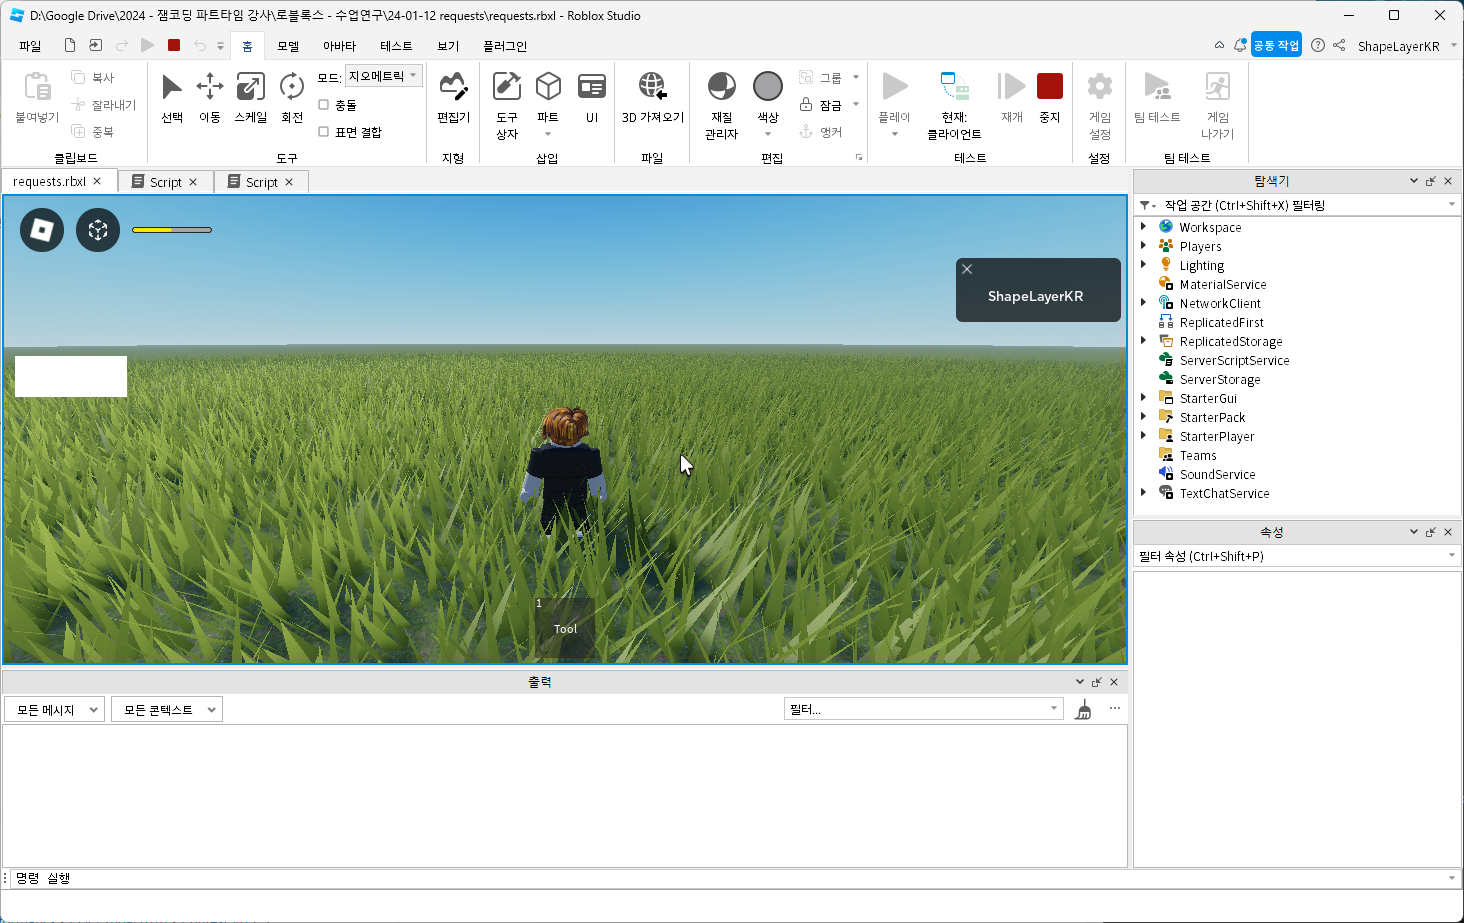 D:\Google Drive\2024 - 잼코딩 파트타임 강사\로블록스 - 수업연구\24-01-12 requests\requests.rbxl - Roblox Studio
파일
홈
모델
아바타
테스트
보기
플러그인
공동 작업
ShapeLayerKR
붙여넣기
복사
잘라내기
중복
클립보드
선택
이동
스케일
회전
모드:
지오메트릭
충돌
표면 결합
도구
편집기
지형
도구
상자
파트
UI
삽입
3D 가져오기
파일
재질
관리자
색상
그룹
잠금
앵커
편집
플레이
현재:
클라이언트
재개
중지
테스트
게임
설정
설정
팀 테스트
게임
나가기
팀 테스트
requests.rbxl
Script
Script
ShapeLayerKR
1
Tool
탐색기
작업 공간 (Ctrl+Shift+X) 필터링
Workspace
Players
Lighting
MaterialService
NetworkClient
ReplicatedFirst
ReplicatedStorage
ServerScriptService
ServerStorage
StarterGui
StarterPack
StarterPlayer
Teams
SoundService
TextChatService
속성
필터 속성 (Ctrl+Shift+P)
출력
모든 메시지
모든 콘텍스트
필터...
명령 실행